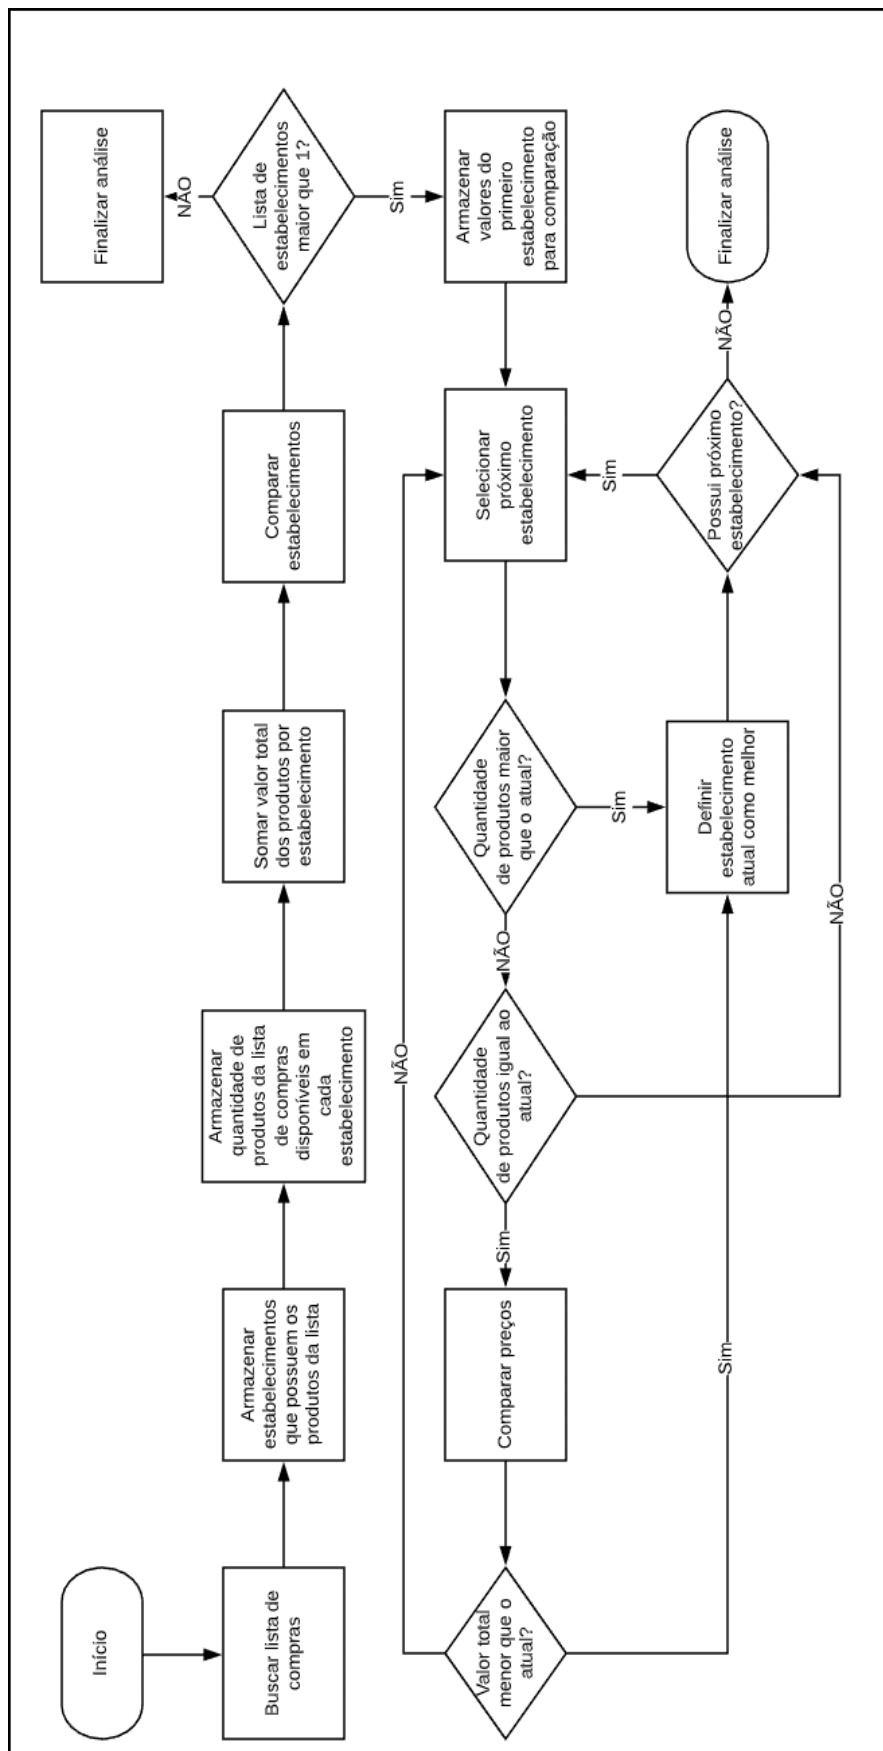 Início
Buscar lista de
compras
Armazenar
estabelecimentos
que possuem os
produtos da lista
Armazenar
quantidade de
produtos da lista
de compras
disponíveis em
cada
estabelecimento
Somar valor total
dos produtos por
estabelecimento
Comparar
estabelecimentos
Lista de
estabelecimentos
maior que 1?
NÃO
Finalizar análise
Sim
Armazenar
valores do
primeiro
estabelecimento
para comparação
Selecionar
próximo
estabelecimento
Quantidade
de produtos maior
que o atual?
NÃO
Sim
Quantidade
de produtos igual ao
atual?
Sim
NÃO
Comparar preços
Valor total
menor que o
atual?
NÃO
Sim
Definir
estabelecimento
atual como melhor
Possui próximo
estabelecimento?
Sim
NÃO
Finalizar análise